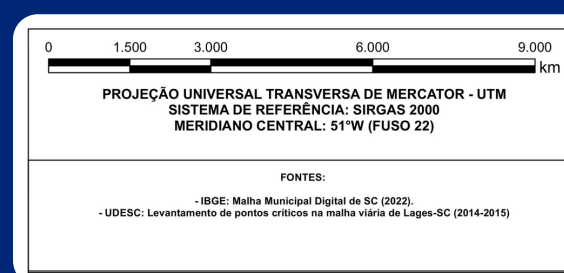 0 1.500 3.000 6.000 9.000
km
PROJEÇÃO UNIVERSAL TRANSVERSA DE MERCATOR - UTM
SISTEMA DE REFERÊNCIA: SIRGAS 2000
MERIDIANO CENTRAL: 51°W (FUSO 22)
FONTES:
- IBGE: Malha Municipal Digital de SC (2022).
- UDESC: Levantamento de pontos críticos na malha viária de Lages-SC (2014-2015)